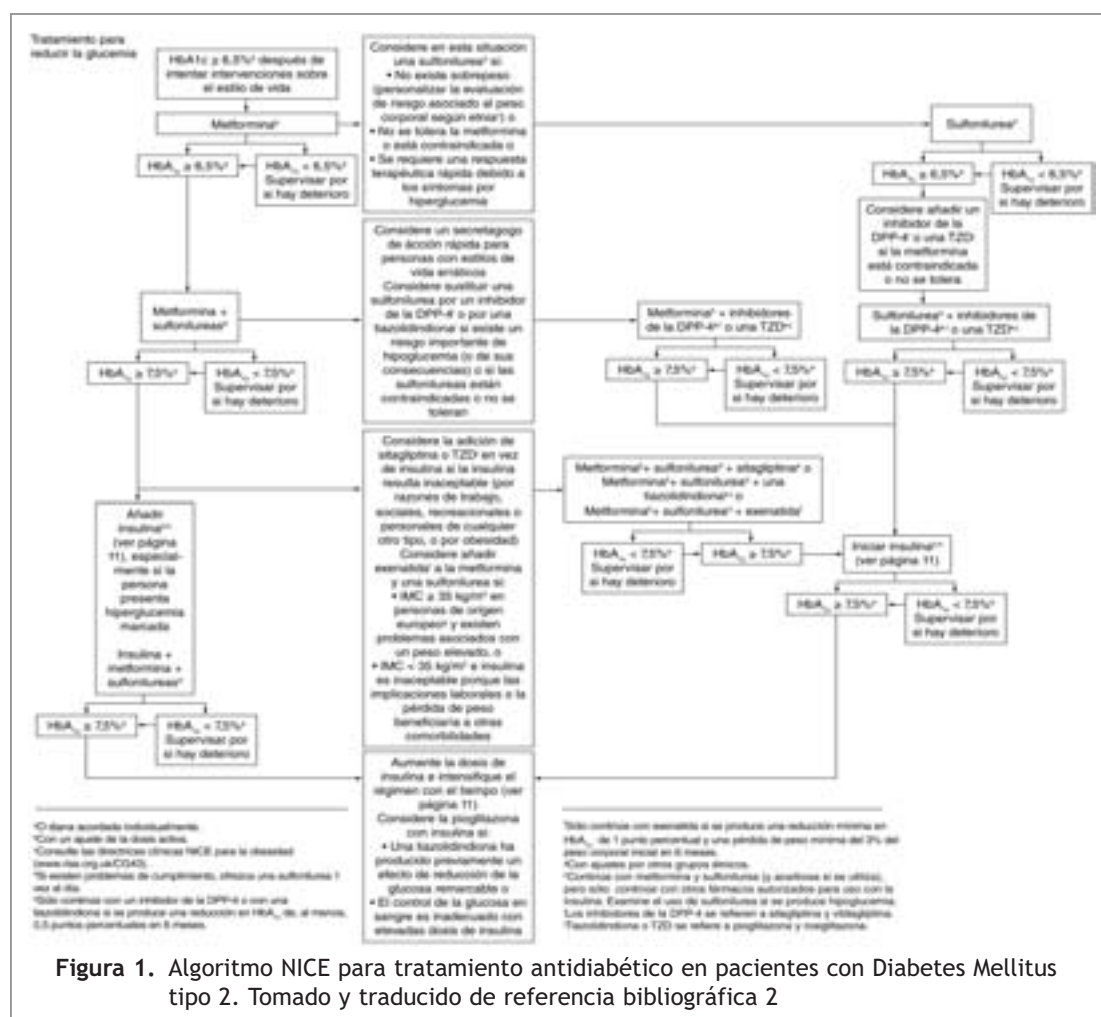 Tratamiento para
reducir la glucemia
HbA1c ≥ 6,5% después de
intentar intervenciones sobre
el estilo de vida
Metformina
HbA1c ≥ 6,5%
HbA1c < 6,5%
Supervisar por
si hay deterioro
Considere en esta situación
una sulfonilurea si:
• No existe sobrepeso
(personalizar la evaluación
de riesgo asociado al peso
corporal según etnia) o
• No se tolera la metformina
o está contraindicada o
• Se requiere una respuesta
terapéutica rápida debido a
los síntomas por
hiperglucemia
Sulfonilurea
HbA1c ≥ 6,5%
HbA1c < 6,5%
Supervisar por
si hay deterioro
Considere añadir un
inhibidor de la
DPP-4 o una TZD
si la metformina
está contraindicada
o no se tolera
Metformina +
sulfonilureas
HbA1c ≥ 7,5%
HbA1c < 7,5%
Supervisar por
si hay deterioro
Considere un secretagogo
de acción rápida para
personas con estilos de
vida erráticos
Considere sustituir una
sulfonilurea por un inhibidor
de la DPP-4 o por una
tiazolidindiona si existe un
riesgo importante de
hipoglucemia (o de sus
consecuencias) o si las
sulfonilureas están
contraindicadas o no se
toleran
Metformina + inhibidores
de la DPP-4 o una TZD
HbA1c ≥ 7,5%
HbA1c < 7,5%
Supervisar por
si hay deterioro
Sulfonilurea + inhibidores de
la DPP-4 o una TZD
HbA1c ≥ 7,5%
HbA1c < 7,5%
Supervisar por
si hay deterioro
Añadir
insulina
(ver página
11), especial-
mente si la
persona
presenta
hiperglucemia
marcada
Insulina +
metformina +
sulfonilureas
HbA1c ≥ 7,5%
HbA1c < 7,5%
Supervisar por
si hay deterioro
Considere la adición de
sitagliptina o TZD en vez
de insulina si la insulina
resulta inaceptable (por
razones de trabajo,
sociales, recreacionales o
personales de cualquier
otro tipo, o por obesidad)
Considere añadir
exenatida a la metformina
y una sulfonilurea si:
• IMC ≥ 35 kg/m² en
personas de origen
europeo y existen
problemas asociados con
un peso elevado, o
• IMC < 35 kg/m² e insulina
es inaceptable porque las
implicaciones laborales o la
pérdida de peso
beneficiaría a otras
comorbilidades
Metformina + sulfonilurea + sitagliptina o
Metformina + sulfonilurea + una
tiazolidindiona o
Metformina + sulfonilurea + exenatida
HbA1c < 7,5%
Supervisar por
si hay deterioro
HbA1c ≥ 7,5%
Iniciar insulina
(ver página 11)
HbA1c ≥ 7,5%
HbA1c < 7,5%
Supervisar por
si hay deterioro
Aumente la dosis de
insulina e intensifique el
régimen con el tiempo (ver
página 11)
Considere la pioglitazona
con insulina si:
• Una tiazolidindiona ha
producido previamente un
efecto de reducción de la
glucosa remarcable o
• El control de la glucosa en
sangre es inadecuado con
elevadas dosis de insulina
O diana acordada individualmente.
Con un ajuste de la dosis activa.
Consulte las directrices clínicas NICE para la obesidad
Si existen problemas de cumplimiento, ofrezca una sulfonilurea 1
vez al día.
Sólo continúe con un inhibidor de la DPP-4 o con una
tiazolidindiona si se produce una reducción en HbA1c de, al menos,
0,5 puntos porcentuales en 6 meses.
Sólo continúe con exenatida si se produce una reducción mínima en
HbA1c de 1 punto porcentual y una pérdida de peso mínima del 3% del
peso corporal inicial en 6 meses.
Con ajustes por otros grupos étnicos.
Continúe con metformina y sulfonilurea (y acarbosa si se utiliza),
pero sólo continúe con otros fármacos autorizados para uso con la
insulina. Examine el uso de sulfonilurea si se produce hipoglucemia.
Los inhibidores de la DPP-4 se refieren a sitagliptina y vildagliptina.
Tiazolidindiona o TZD se refiere a pioglitazona y rosiglitazona.
Figura 1. Algoritmo NICE para tratamiento antidiabético en pacientes con Diabetes Mellitus
tipo 2. Tomado y traducido de referencia bibliográfica 2